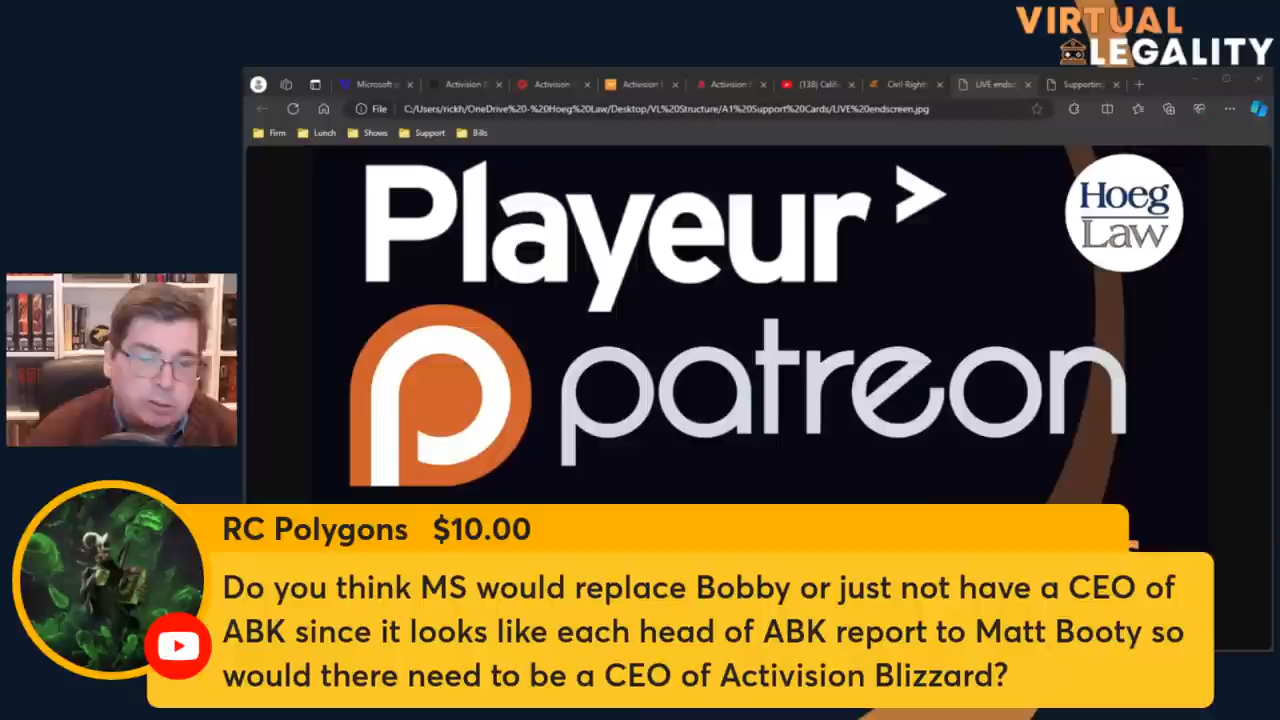 VIRTUAL
LEGALITY
Microsoft
Activision
Activision
Activision
Activision
(138) Calif
Civil Rights
LIVE endsc
Supporting
File
C:/Users/rickh/OneDrive%20-%20Hoeg%20Law/Desktop/VL%20Structure/A1%20Support%20Cards/LIVE%20endscreen.jpg
Firm Lunch Shows Support Bills
Playeur
Hoeg
Law
patreon
RC Polygons $10.00
Do you think MS would replace Bobby or just not have a CEO of
ABK since it looks like each head of ABK report to Matt Booty so
would there need to be a CEO of Activision Blizzard?